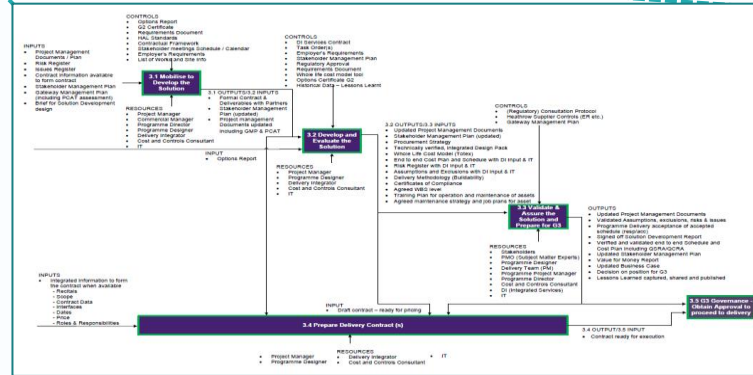 CONTROLS
• Options Report
• G2 Certificate
• Requirements Document
• HAL Standards
• Contractual Framework
• Stakeholder meetings Schedule / Calendar
• Employer's Requirements
• List of Works and Site Info
INPUTS
• Project Management
Documents / Plan
• Risk Register
• Issues Register
• Contract Information available
to form contract
• Stakeholder Management Plan
• Gateway Management Plan
(including PCAT assessment)
• Brief for Solution Development
design
3.1 Mobilise to
Develop the
Solution
RESOURCES
• Project Manager
• Commercial Manager
• Programme Director
• Programme Designer
• Delivery Integrator
• Cost and Controls Consultant
• IT
3.1 OUTPUTS/3.2 INPUTS
• Formal Contract &
Deliverables with Partners
• Stakeholder Management
Plan (updated)
• Project management
Documents updated
including GMP & PCAT
CONTROLS
• DI Services Contract
• Task Order(s)
• Employer's Requirements
• Stakeholder Management Plan
• Regulatory Approval
• Requirements Document
• Whole life cost model tool
• Options Certificate G2
• Historical Data – Lessons Learnt
3.2 Develop and
Evaluate the
Solution
INPUT
• Options Report
RESOURCES
• Project Manager
• Programme Designer
• Delivery Integrator
• Cost and Controls Consultant
• IT
3.2 OUTPUTS/3.3 INPUTS
• Updated Project Management Documents
• Stakeholder Management Plan (updated)
• Procurement Strategy
• Technically verified, Integrated Design Pack
• Whole Life Cost Model (Totex)
• End to end Cost Plan and Schedule with DI Input & IT
• Risk Register with DI Input & IT
• Assumptions and Exclusions with DI Input & IT
• Delivery Methodology (Buildability)
• Certificates of Compliance
• Agreed WBS level
• Training Plan for operation and maintenance of assets
• Agreed maintenance strategy and job plans for asset
CONTROLS
• (Regulatory) Consultation Protocol
• Heathrow Supplier Controls (ER etc.)
• Gateway Management Plan
3.3 Validate &
Assure the
Solution and
Prepare for G3
RESOURCES
• Stakeholders
• PMO (Subject Matter Experts)
• Programme Designer
• Delivery Team (PM)
• Programme Project Manager
• Programme Director
• Cost and Controls Consultant
• DI (Integrated Services)
• IT
OUTPUTS
• Updated Project Management Documents
• Validated Assumptions, exclusions, risks & issues
• Programme Delivery acceptance of accepted
schedule
• Signed off Solution Development Report
• Verified and validated end to end Schedule and
Cost Plan including QSRA/QCRA
• Updated Stakeholder Management Plan
• Value for Money Report
• Updated Business Case
• Decision on position for G3
• Lessons Learned captured, shared and published
INPUTS
• Integrated Information to form
the contract when available
- Recitals
- Scope
- Contract Data
- Interfaces
- Dates
- Price
- Roles & Responsibilities
INPUT
• Draft contract – ready for pricing
3.4 Prepare Delivery Contract (s)
RESOURCES
• Project Manager
• Programme Designer
• Delivery Integrator
• Cost and Controls Consultant
• IT
3.4 OUTPUT/3.5 INPUT
• Contract ready for execution
3.5 G3 Governance –
Obtain Approval to
proceed to delivery